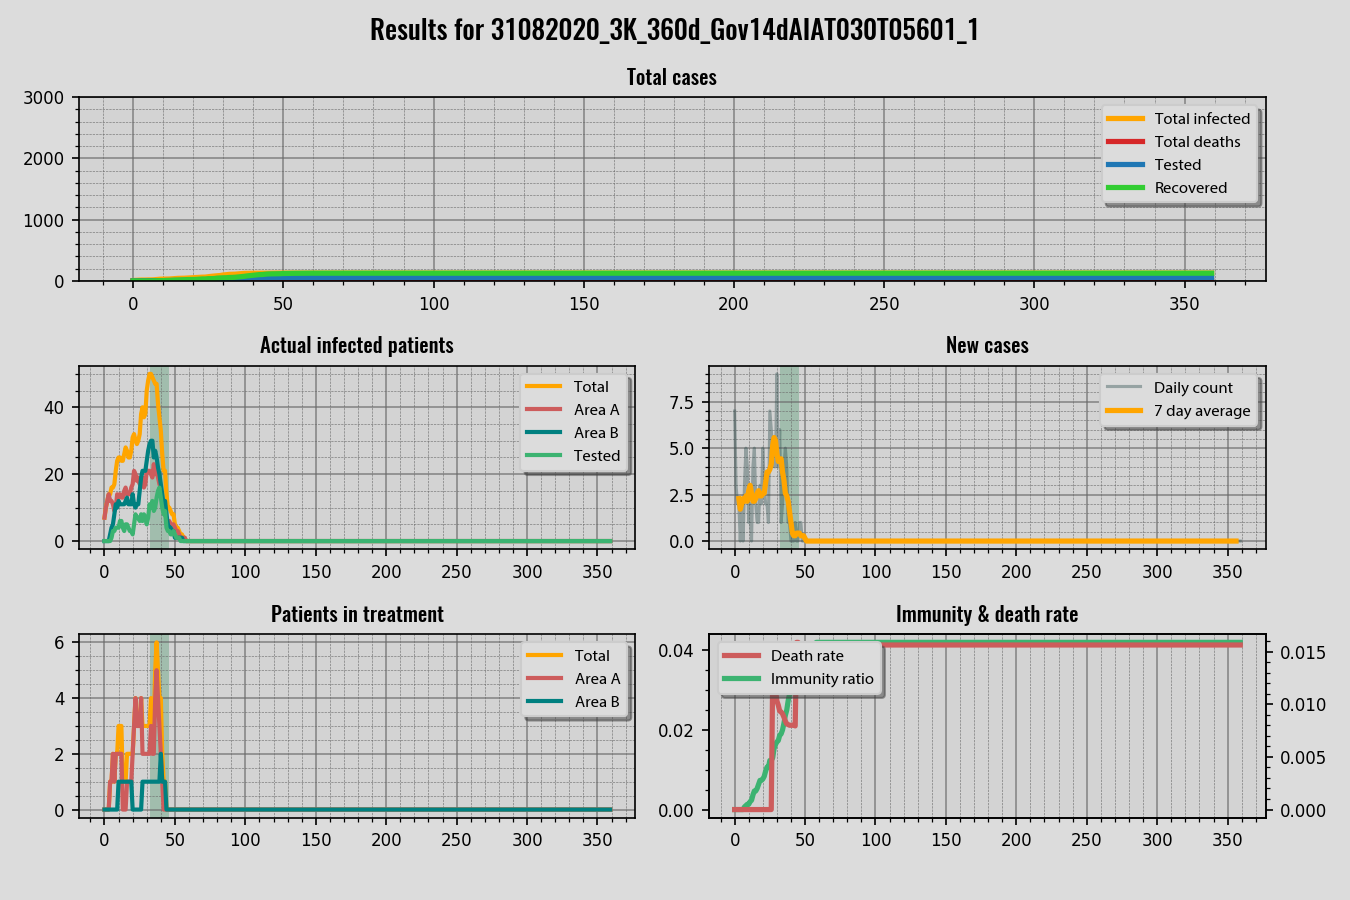 Results for 31082020_3K_360d_Gov14dAIAT030T05601_1
Total cases
3000
2000
1000
0
Total infected
Total deaths
Tested
Recovered
0 50 100 150 200 250 300 350
Actual infected patients
40
20
0
Total
Area A
Area B
Tested
0 50 100 150 200 250 300 350
New cases
7.5
5.0
2.5
0.0
Daily count
7 day average
0 50 100 150 200 250 300 350
Patients in treatment
6
4
2
0
Total
Area A
Area B
0 50 100 150 200 250 300 350
Immunity & death rate
0.04
0.02
0.00
Death rate
Immunity ratio
0.015
0.010
0.005
0.000
0 50 100 150 200 250 300 350